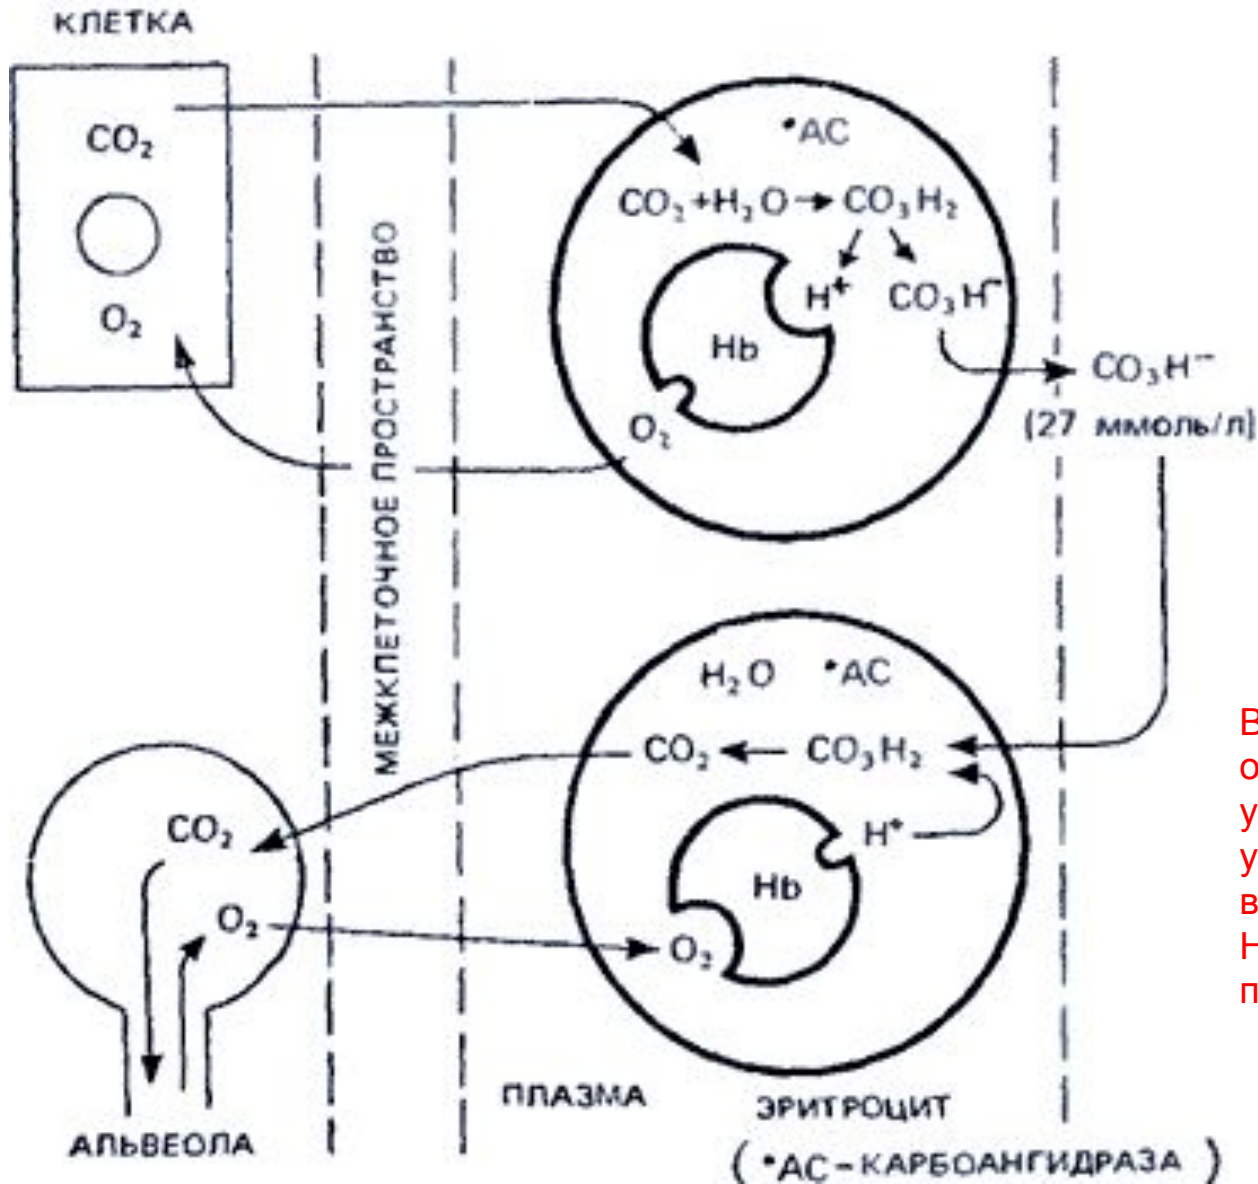 КЛЕТКА
CO₂
O₂
МЕЖКЛЕТОЧНОЕ ПРОСТРАНСТВО
*AC
CO₂+H₂O→CO₃H₂
H⁺ CO₃H⁻
Hb
O₂
CO₃H⁻
(27 ммоль/л)
H₂O *AC
CO₂ ← CO₃H₂
H⁺
Hb
O₂
CO₂
O₂
АЛЬВЕОЛА
ПЛАЗМА
ЭРИТРОЦИТ
(*АС–КАРБОАНГИДРАЗА)